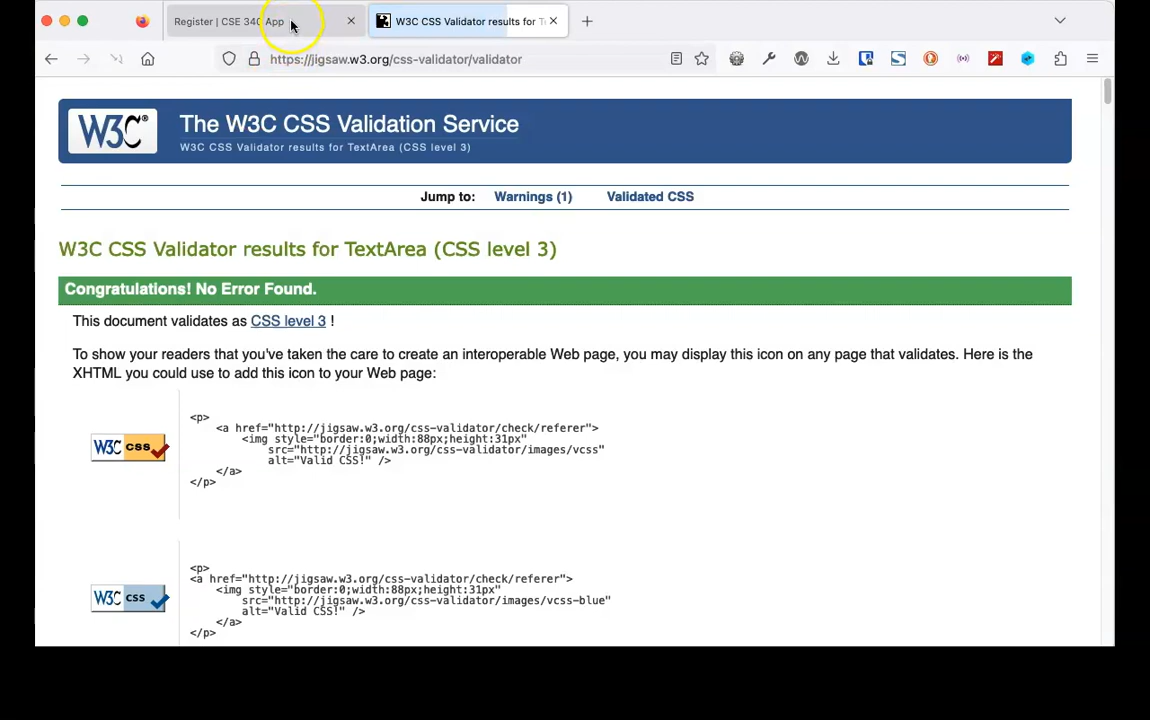 Register | CSE 340 App
W3C CSS Validator results for T
https://jigsaw.w3.org/css-validator/validator
W3C®
The W3C CSS Validation Service
W3C CSS Validator results for TextArea (CSS level 3)
Jump to: Warnings (1) Validated CSS
W3C CSS Validator results for TextArea (CSS level 3)
Congratulations! No Error Found.
This document validates as CSS level 3 !
To show your readers that you've taken the care to create an interoperable Web page, you may display this icon on any page that validates. Here is the
XHTML you could use to add this icon to your Web page:
W3C css
<p>
<a href="http://jigsaw.w3.org/css-validator/check/referer">
<img style="border:0;width:88px;height:31px"
src="http://jigsaw.w3.org/css-validator/images/vcss"
alt="Valid CSS!" />
</a>
</p>
W3C css
<p>
<a href="http://jigsaw.w3.org/css-validator/check/referer">
<img style="border:0;width:88px;height:31px"
src="http://jigsaw.w3.org/css-validator/images/vcss-blue"
alt="Valid CSS!" />
</a>
</p>